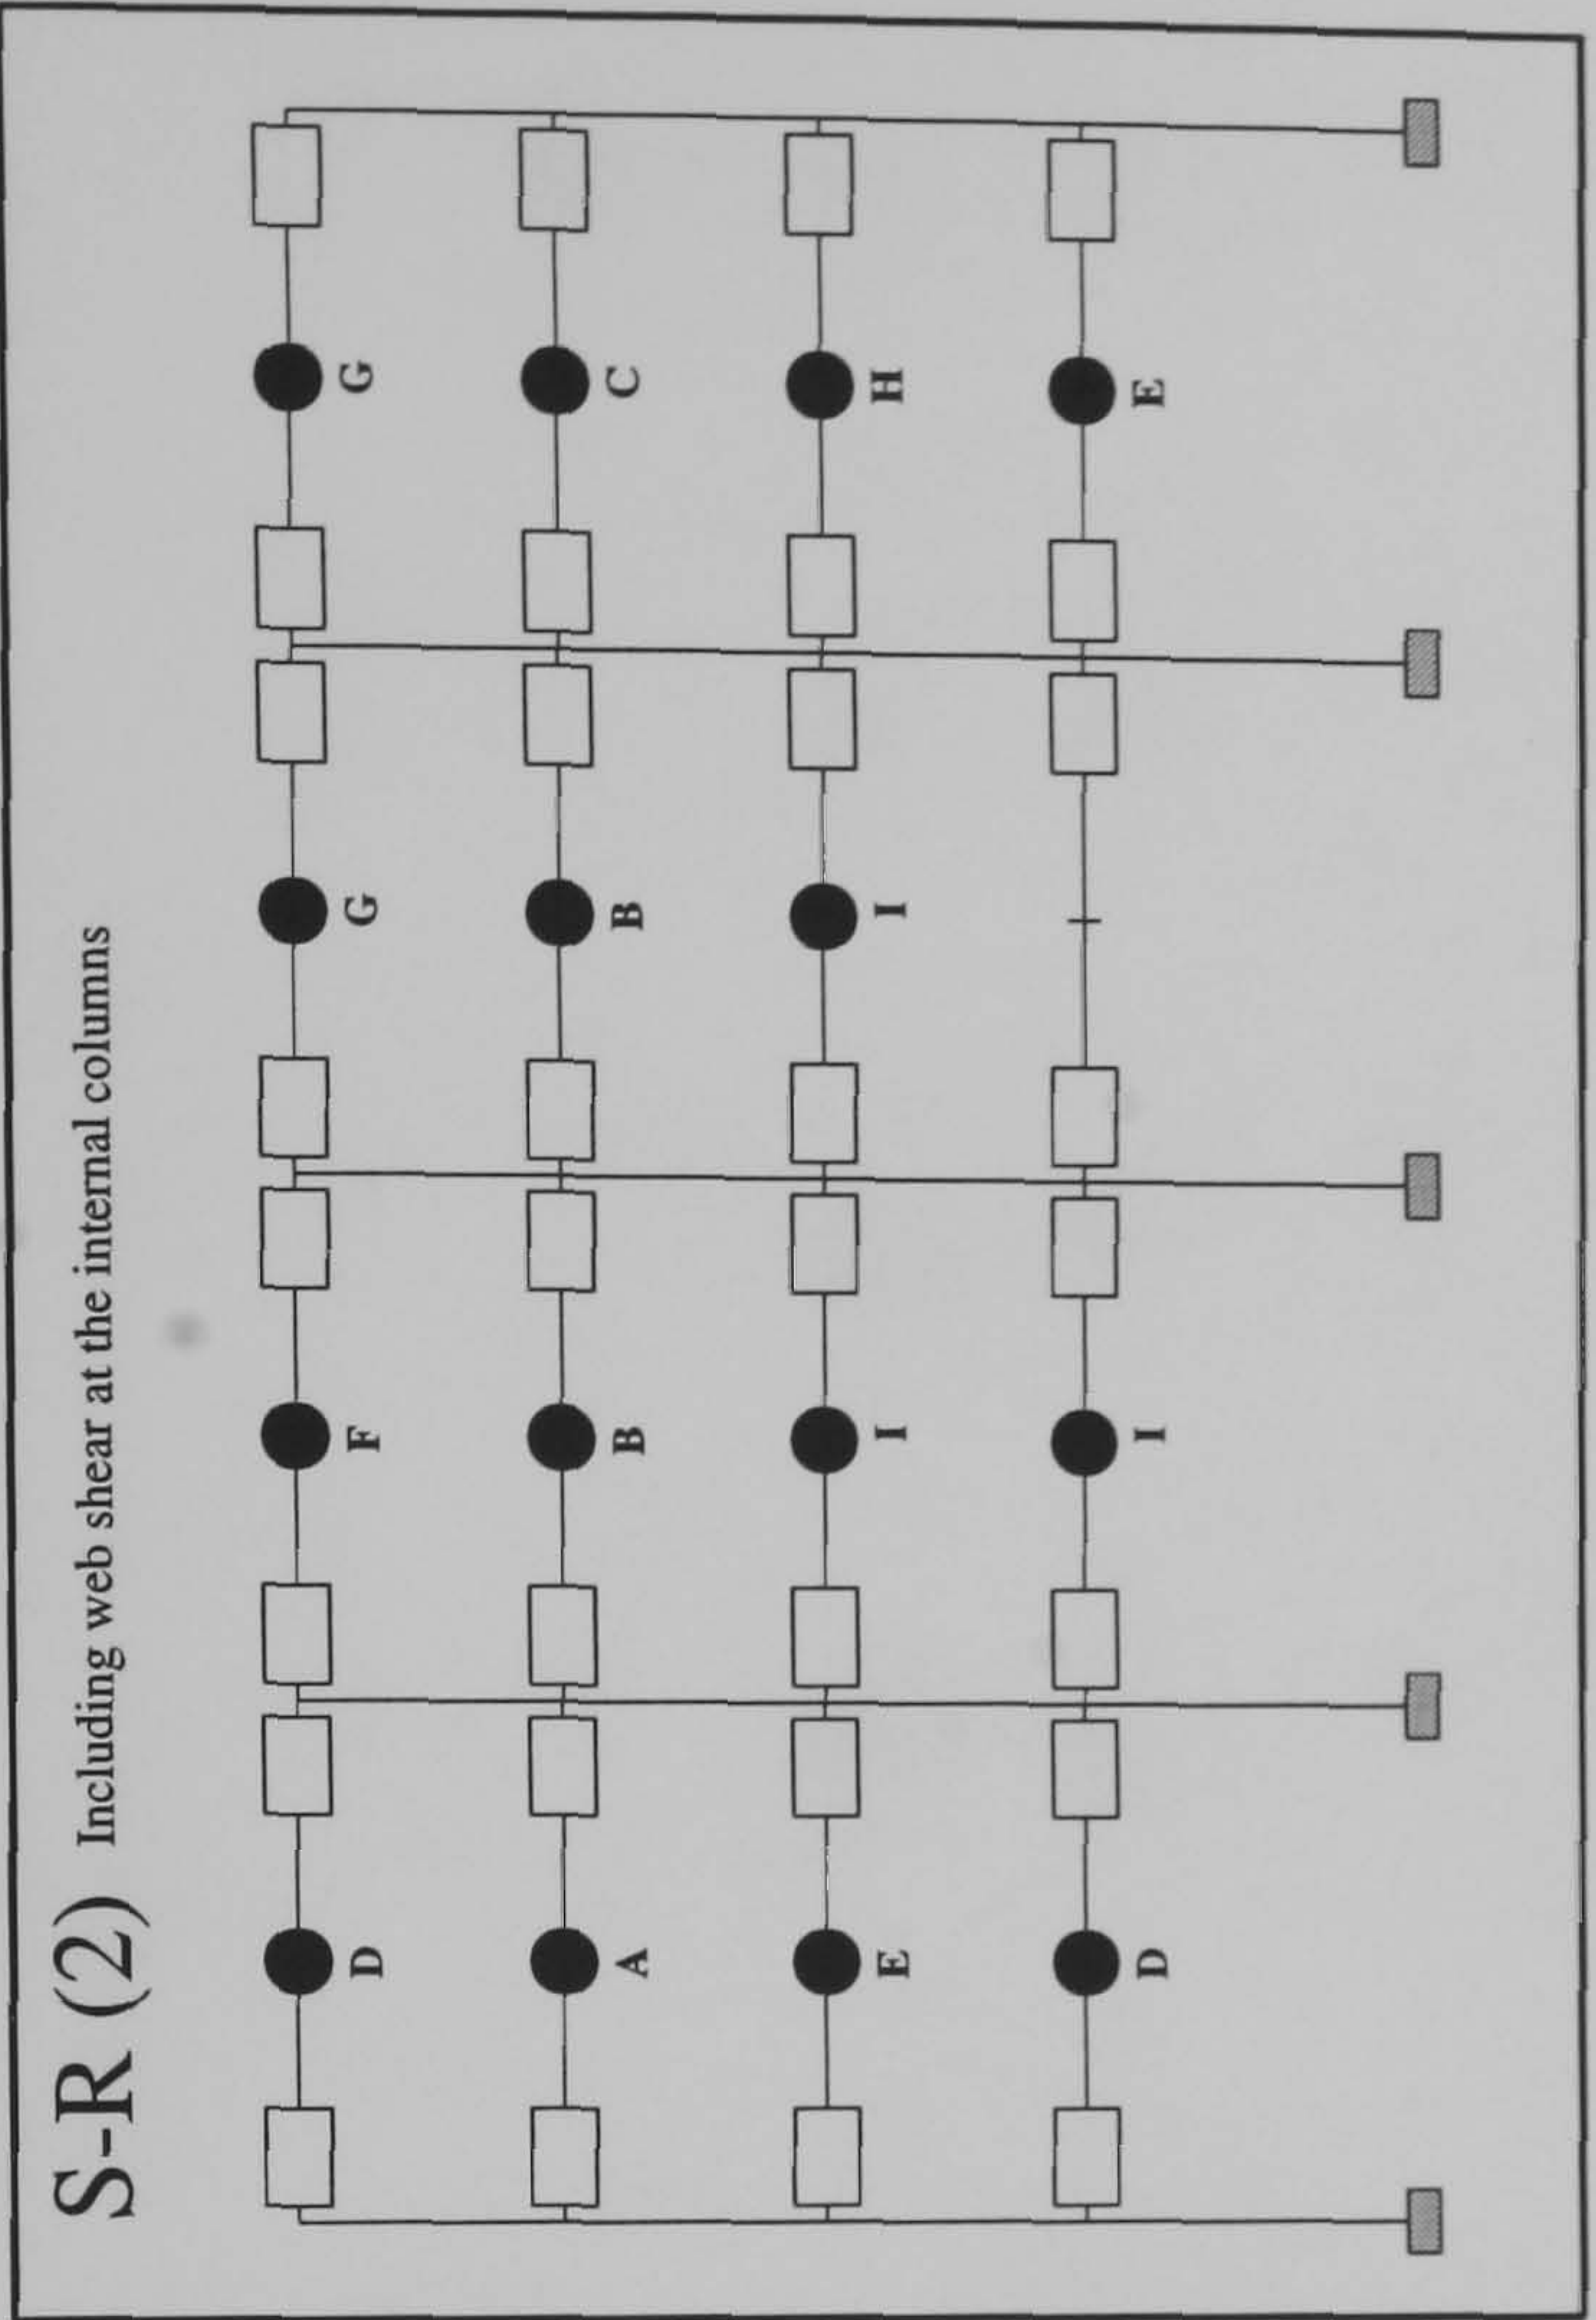 S-R (2) Including web shear at the internal columns
D F G G
A B B C
E I I H
D I E